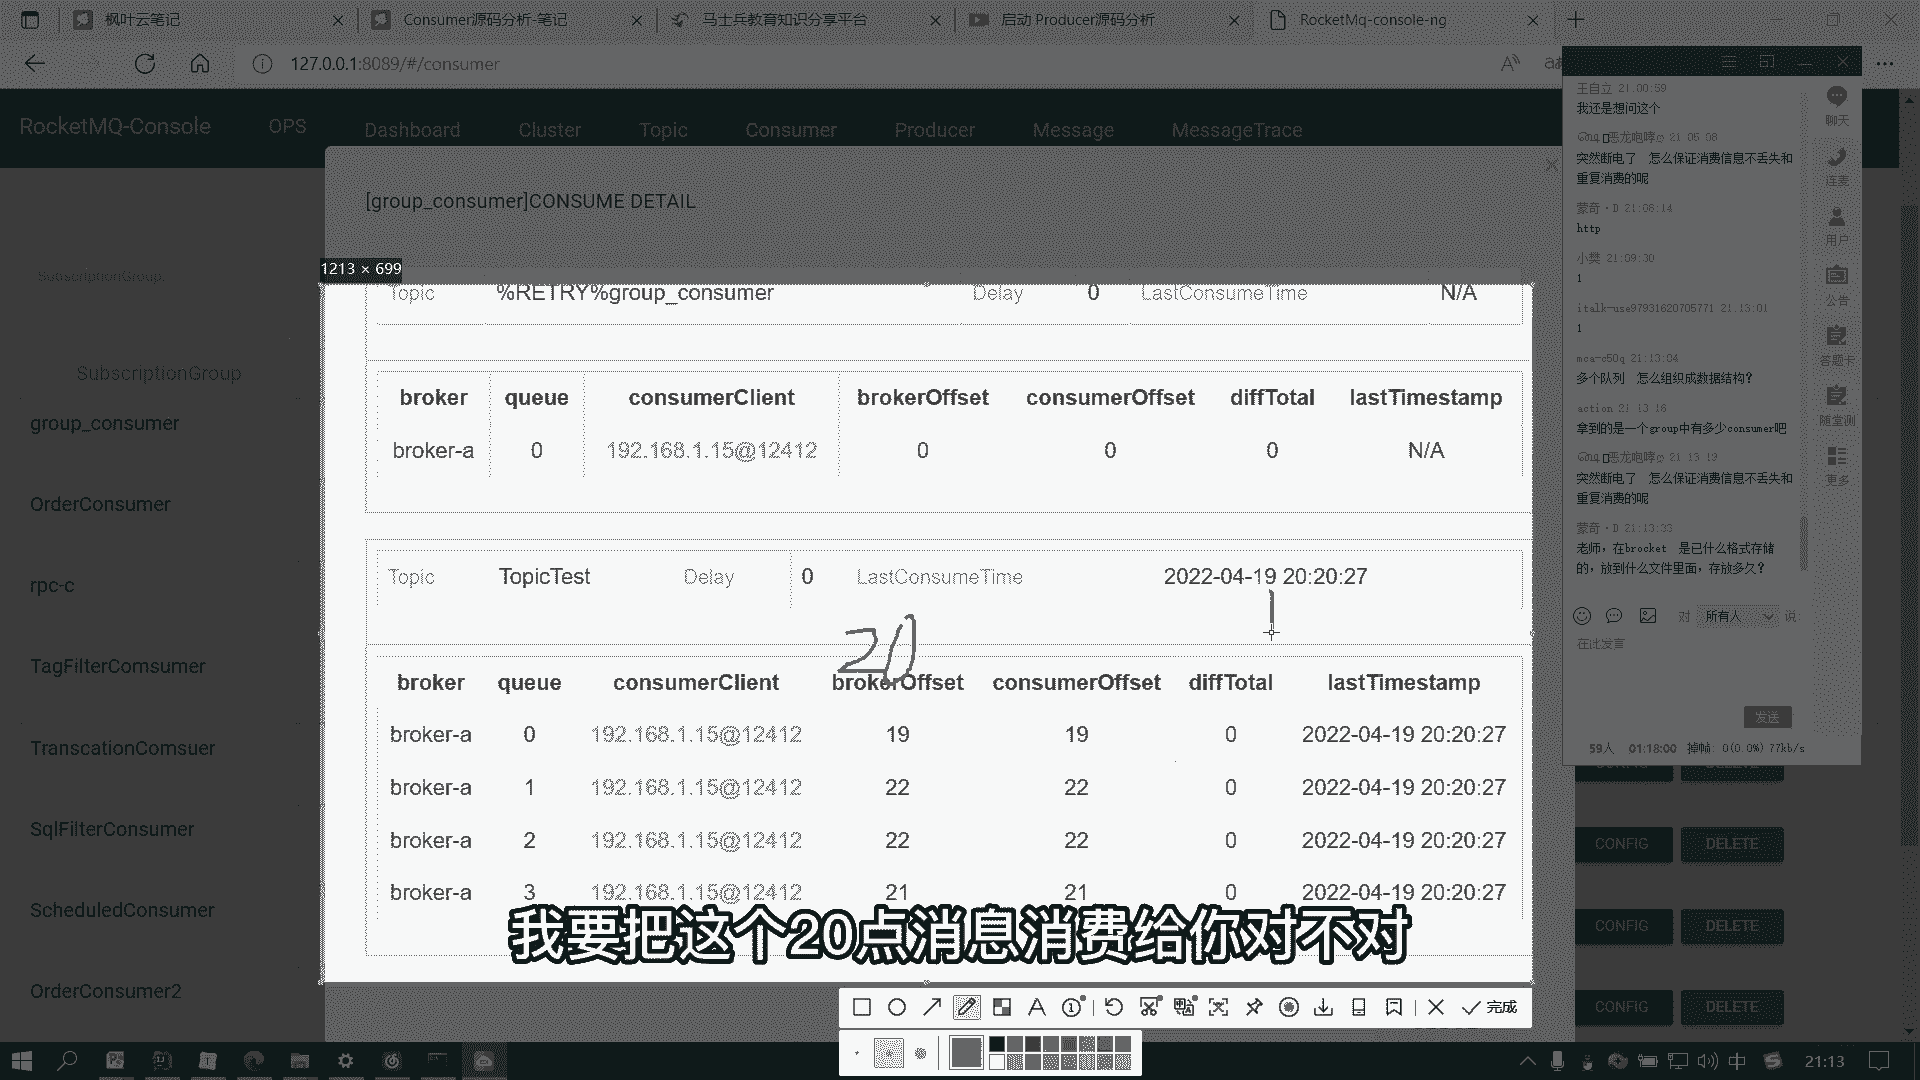 枫叶云笔记
Consumer源码分析-笔记
马士兵教育知识分享平台
启动 Producer源码分析
RocketMq-console-ng
127.0.0.1:8089/#/consumer
RocketMQ-Console
OPS
Dashboard
Cluster
Topic
Consumer
Producer
Message
MessageTrace
[group_consumer]CONSUME DETAIL
1213 × 699
SubscriptionGroup:
SubscriptionGroup
group_consumer
OrderConsumer
rpc-c
TagFilterComsumer
TranscationComsuer
SqlFilterConsumer
ScheduledConsumer
OrderConsumer2
Topic %RETRY%group_consumer Delay 0 LastConsumeTime N/A
broker queue consumerClient brokerOffset consumerOffset diffTotal lastTimestamp
broker-a 0 192.168.1.15@12412 0 0 0 N/A
Topic TopicTest Delay 0 LastConsumeTime 2022-04-19 20:20:27
20
broker queue consumerClient brokerOffset consumerOffset diffTotal lastTimestamp
broker-a 0 192.168.1.15@12412 19 19 0 2022-04-19 20:20:27
broker-a 1 192.168.1.15@12412 22 22 0 2022-04-19 20:20:27
broker-a 2 192.168.1.15@12412 22 22 0 2022-04-19 20:20:27
broker-a 3 192.168.1.15@12412 21 21 0 2022-04-19 20:20:27
我要把这个20点消息消费给你对不对
王自立 21:00:59
我还是想问这个
恶龙咆哮 21:05:08
突然断电了 怎么保证消费信息不丢失和
重复消费的呢
蒙奇·D 21:08:14
http
小樊 21:09:30
1
italk-use97931620705771 21:13:01
1
mca-c50q 21:13:04
多个队列 怎么组织成数据结构?
action 21:13:16
拿到的是一个group中有多少consumer吧
恶龙咆哮 21:13:19
突然断电了 怎么保证消费信息不丢失和
重复消费的呢
蒙奇·D 21:13:33
老师,在brocket 是已什么格式存储
的,放到什么文件里面,存放多久?
对 所有人 说:
在此发言
发送
59人 01:18:00 掉帧: 0(0.0%) 77kb/s
聊天
连麦
用户
公告
答题卡
随堂测
更多
CONFIG DELETE
CONFIG DELETE
CONFIG DELETE
CONFIG DELETE
完成
中
21:13